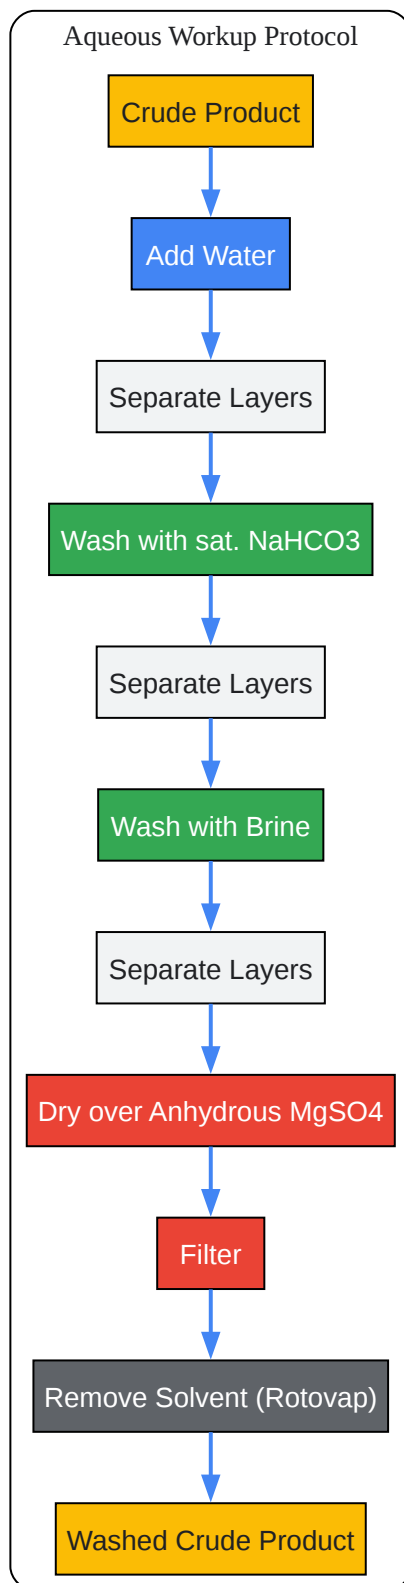 Aqueous Workup Protocol
Crude Product
Add Water
Separate Layers
Wash with sat. NaHCO3
Separate Layers
Wash with Brine
Separate Layers
Dry over Anhydrous MgSO4
Filter
Remove Solvent (Rotovap)
Washed Crude Product